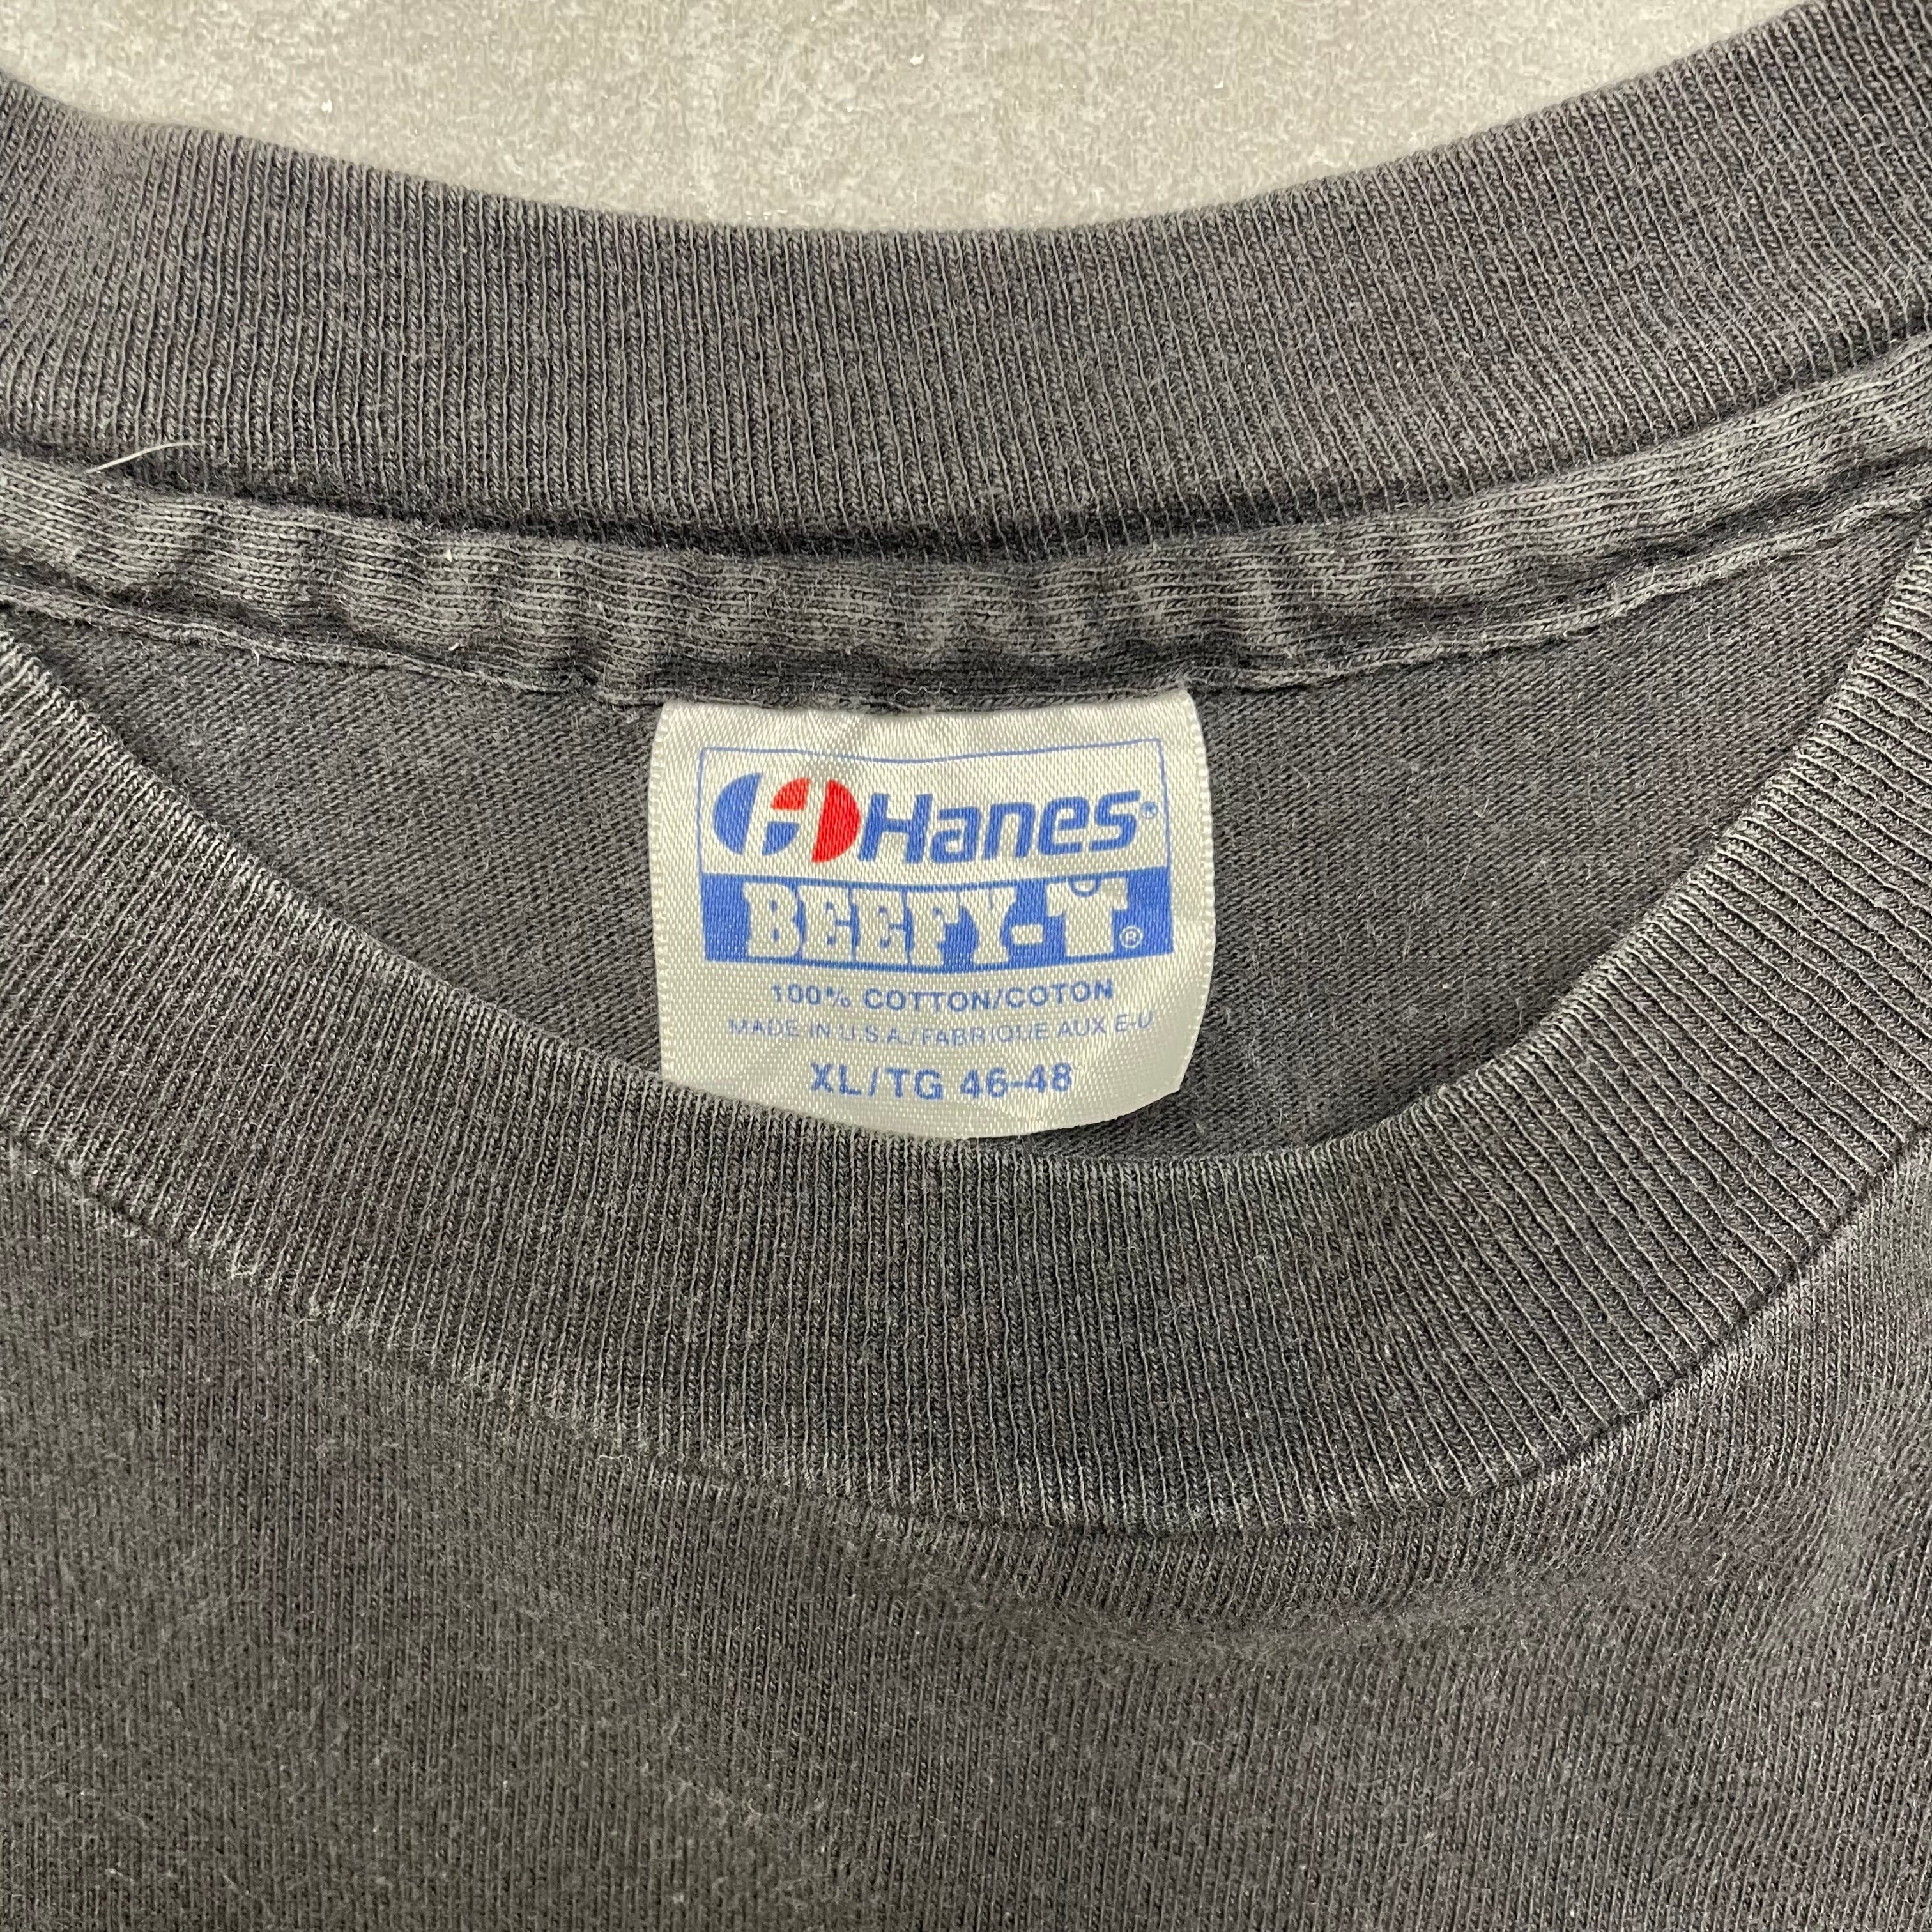 Hanes®
BEEFY-T®
100% COTTON/COTON
MADE IN U.S.A./FABRIQUE AUX E-U
XL/TG 46-48